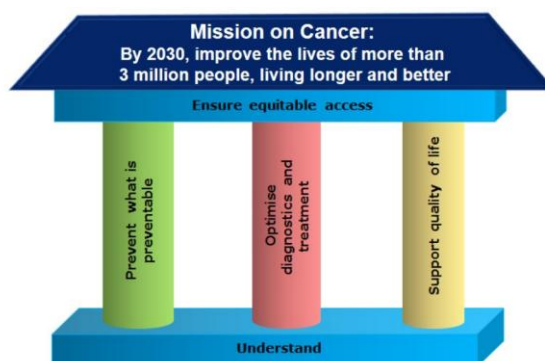 Mission on Cancer:
By 2030, improve the lives of more than
3 million people, living longer and better
Ensure equitable access
Prevent what is
preventable
Optimise
diagnostics and
treatment
Support quality of life
Understand